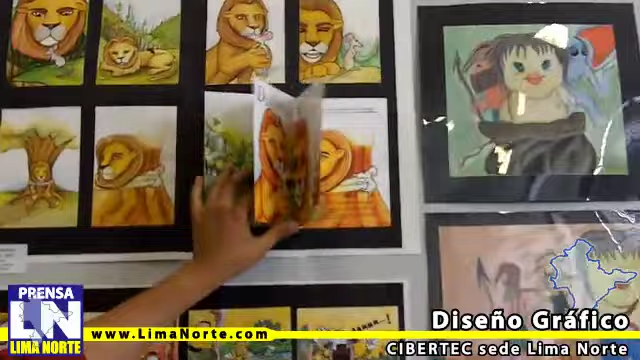 PRENSA
LN
LIMA NORTE
www.LimaNorte.com
Diseño Gráfico
CIBERTEC sede Lima Norte